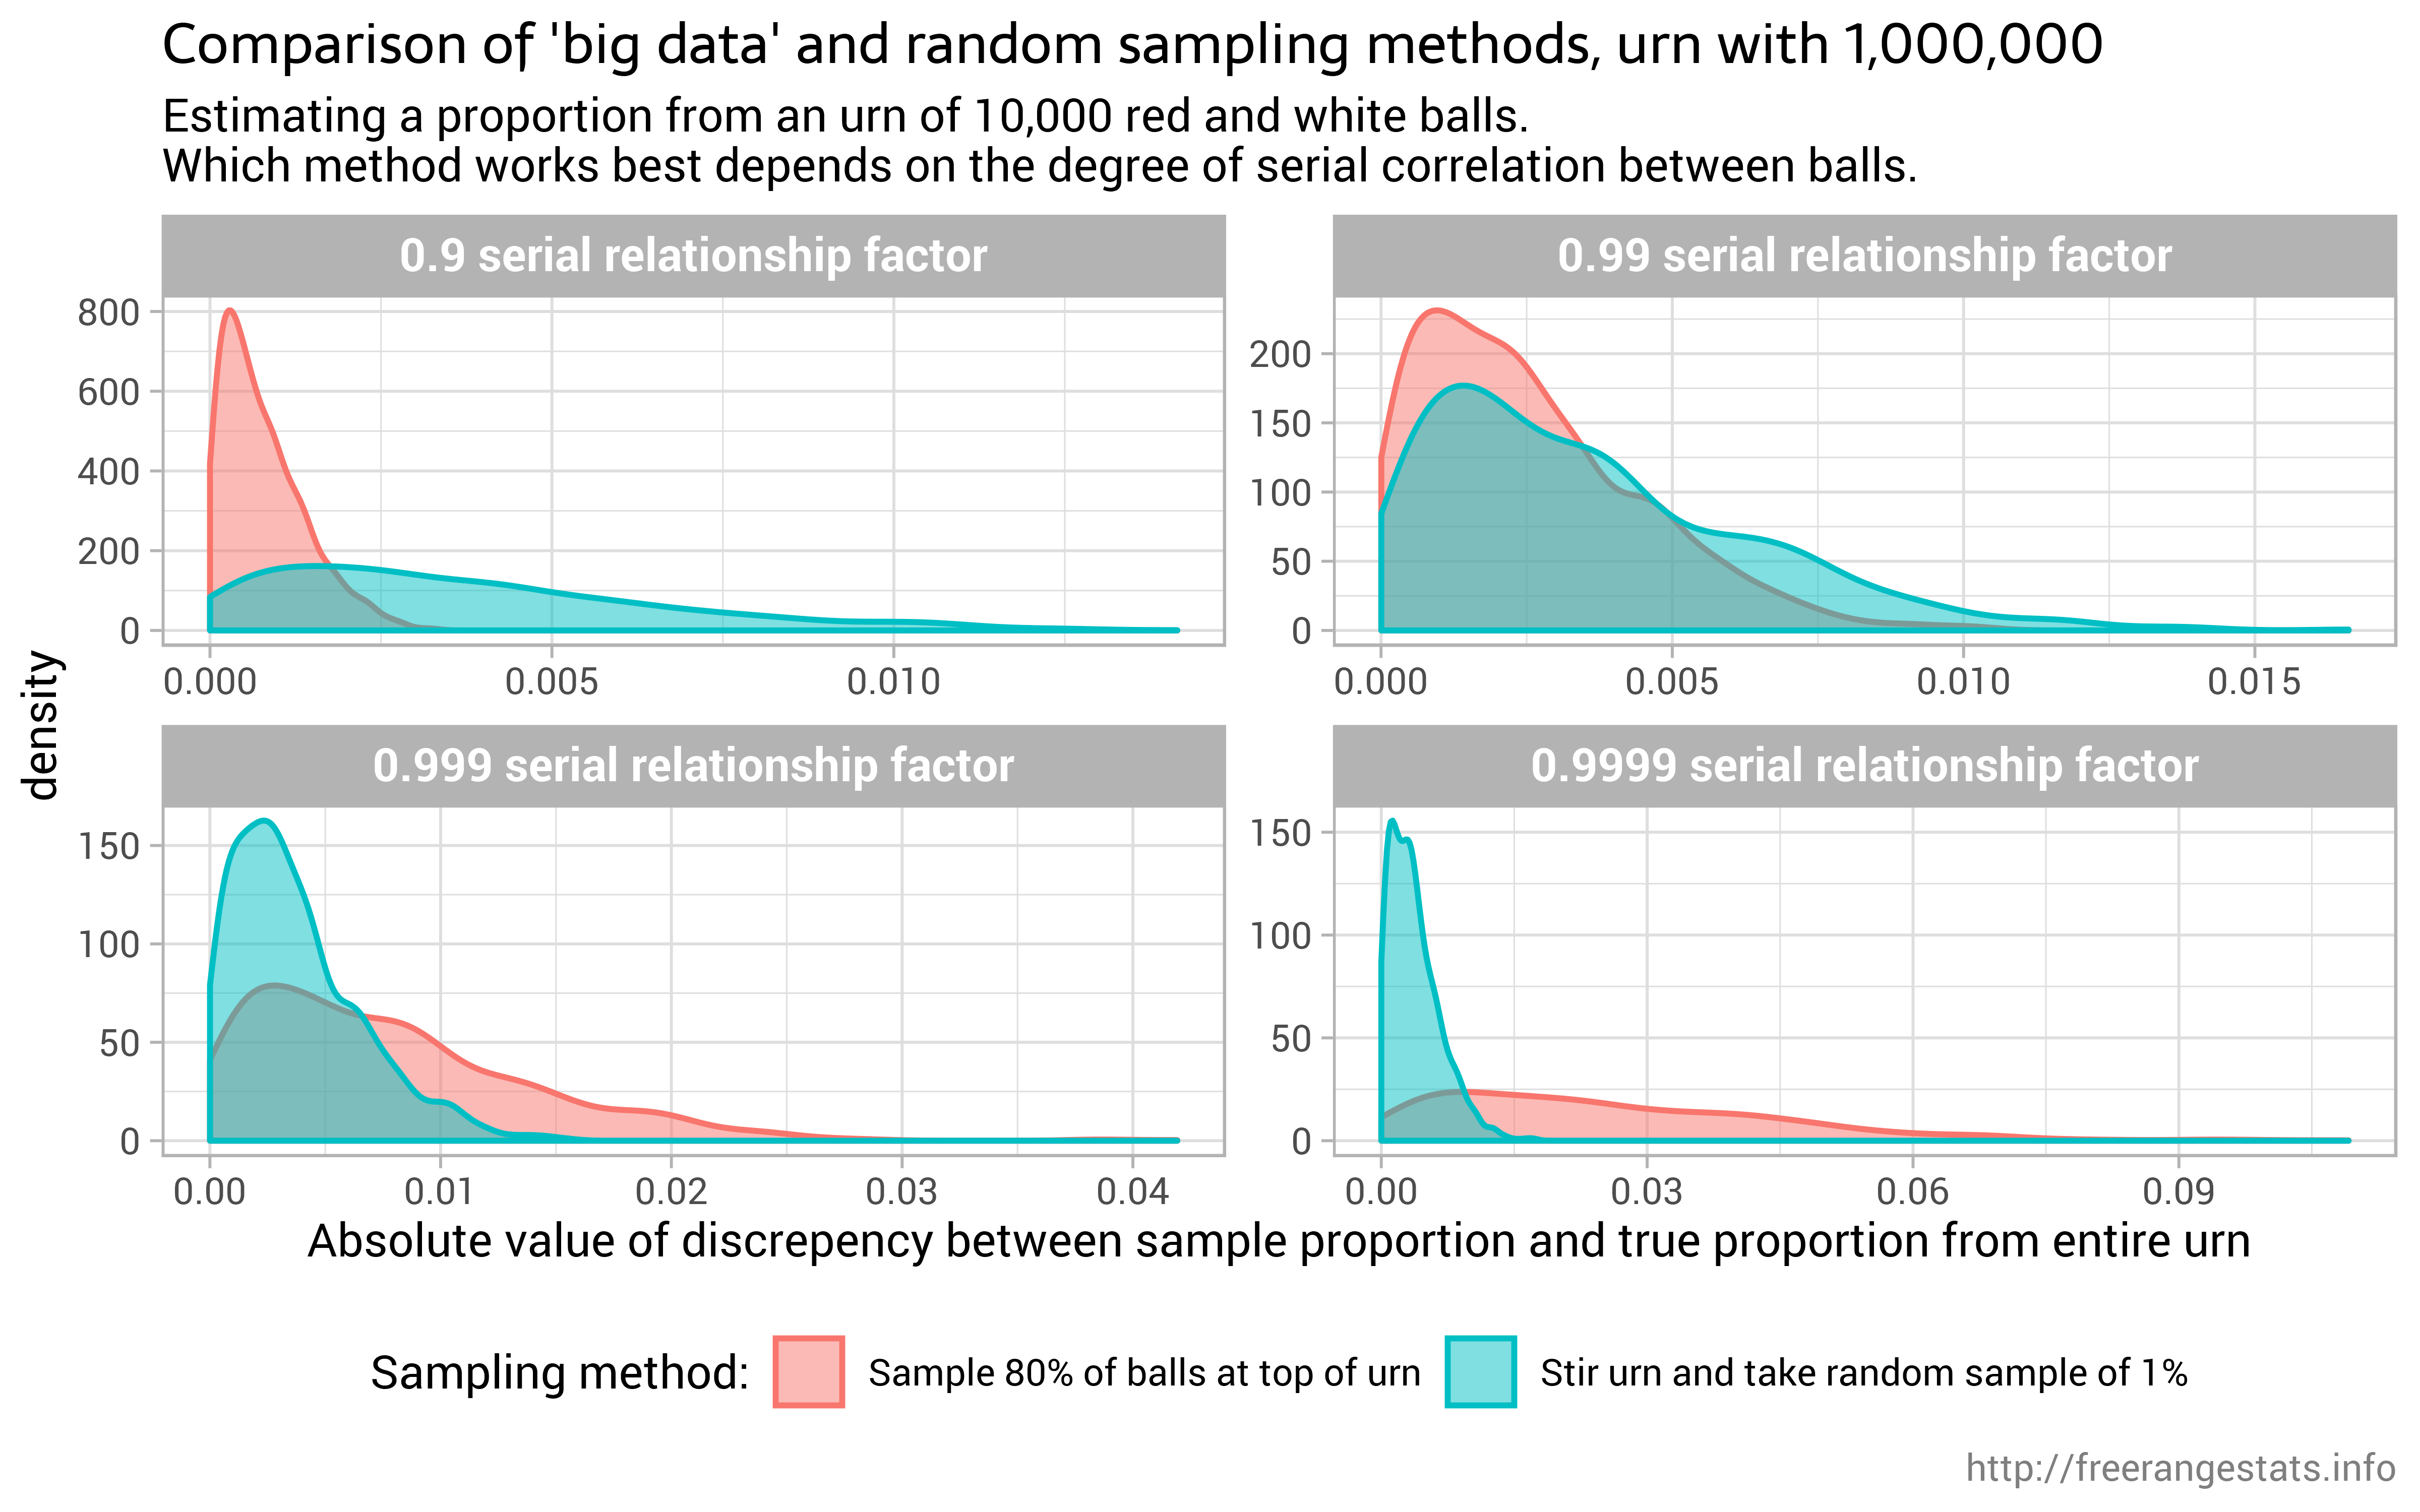 Comparison of 'big data' and random sampling methods, urn with 1,000,000
Estimating a proportion from an urn of 10,000 red and white balls.
Which method works best depends on the degree of serial correlation between balls.
0.9 serial relationship factor
800
600
400
200
0
0.000 0.005 0.010
0.99 serial relationship factor
200
150
100
50
0
0.000 0.005 0.010 0.015
density
0.999 serial relationship factor
150
100
50
0
0.00 0.01 0.02 0.03 0.04
0.9999 serial relationship factor
150
100
50
0
0.00 0.03 0.06 0.09
Absolute value of discrepency between sample proportion and true proportion from entire urn
Sampling method: Sample 80% of balls at top of urn Stir urn and take random sample of 1%
http://freerangestats.info